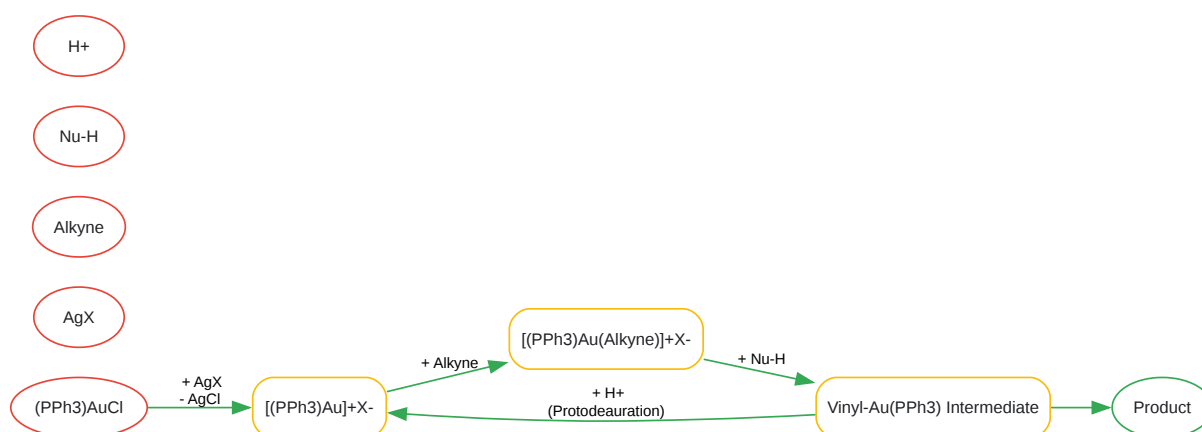 H+
Nu-H
Alkyne
AgX
[(PPh3)Au(Alkyne)]+X-
+ Alkyne
+ Nu-H
+ AgX
- AgCl
+ H+
(Protodeauration)
(PPh3)AuCl
[(PPh3)Au]+X-
Vinyl-Au(PPh3) Intermediate
Product